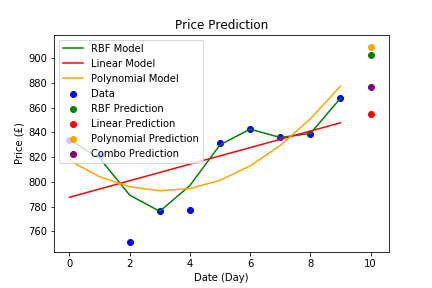 Price Prediction
Price (£)
900
880
860
840
820
800
780
760
RBF Model
Linear Model
Polynomial Model
Data
RBF Prediction
Linear Prediction
Polynomial Prediction
Combo Prediction
0
2
4
6
8
10
Date (Day)